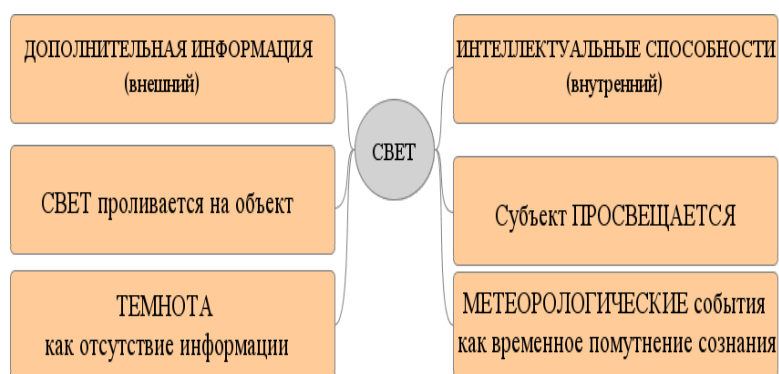 ДОПОЛНИТЕЛЬНАЯ ИНФОРМАЦИЯ
(внешний)
СВЕТ проливается на объект
ТЕМНОТА
как отсутствие информации
СВЕТ
ИНТЕЛЛЕКТУАЛЬНЫЕ СПОСОБНОСТИ
(внутренний)
Субъект ПРОСВЕЩАЕТСЯ
МЕТЕОРОЛОГИЧЕСКИЕ события
как временное помутнение сознания